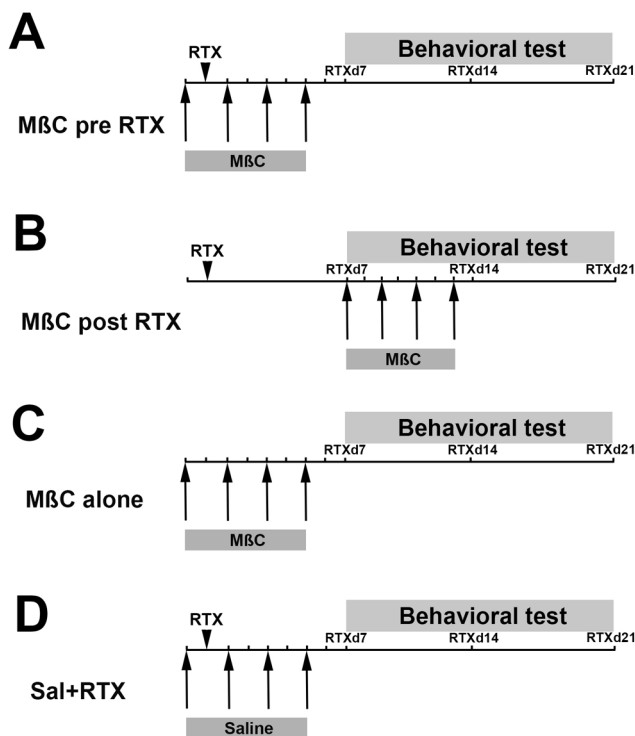 A
Behavioral test
RTX
RTXd7
RTXd14
RTXd21
MßC pre RTX
MßC
B
Behavioral test
RTX
RTXd7
RTXd14
RTXd21
MßC post RTX
MßC
C
Behavioral test
RTXd7
RTXd14
RTXd21
MßC alone
MßC
D
Behavioral test
RTX
RTXd7
RTXd14
RTXd21
Sal+RTX
Saline